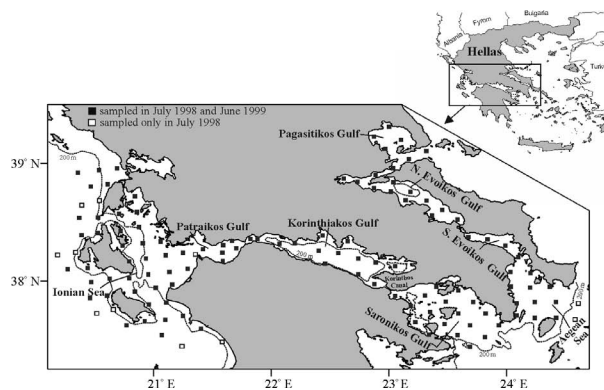 Bulgaria
Fyrom
Albania
Hellas
sampled in July 1998 and June 1999
sampled only in July 1998
200 m
Pagasitikos Gulf
39° N
N. Evoikos Gulf
Patraikos Gulf
Korinthiakos Gulf
S. Evoikos Gulf
200 m
38° N
Korinthos
Canal
Ionian Sea
Saronikos Gulf
200 m
Aegean
Sea
200 m
21° E
22° E
23° E
24° E